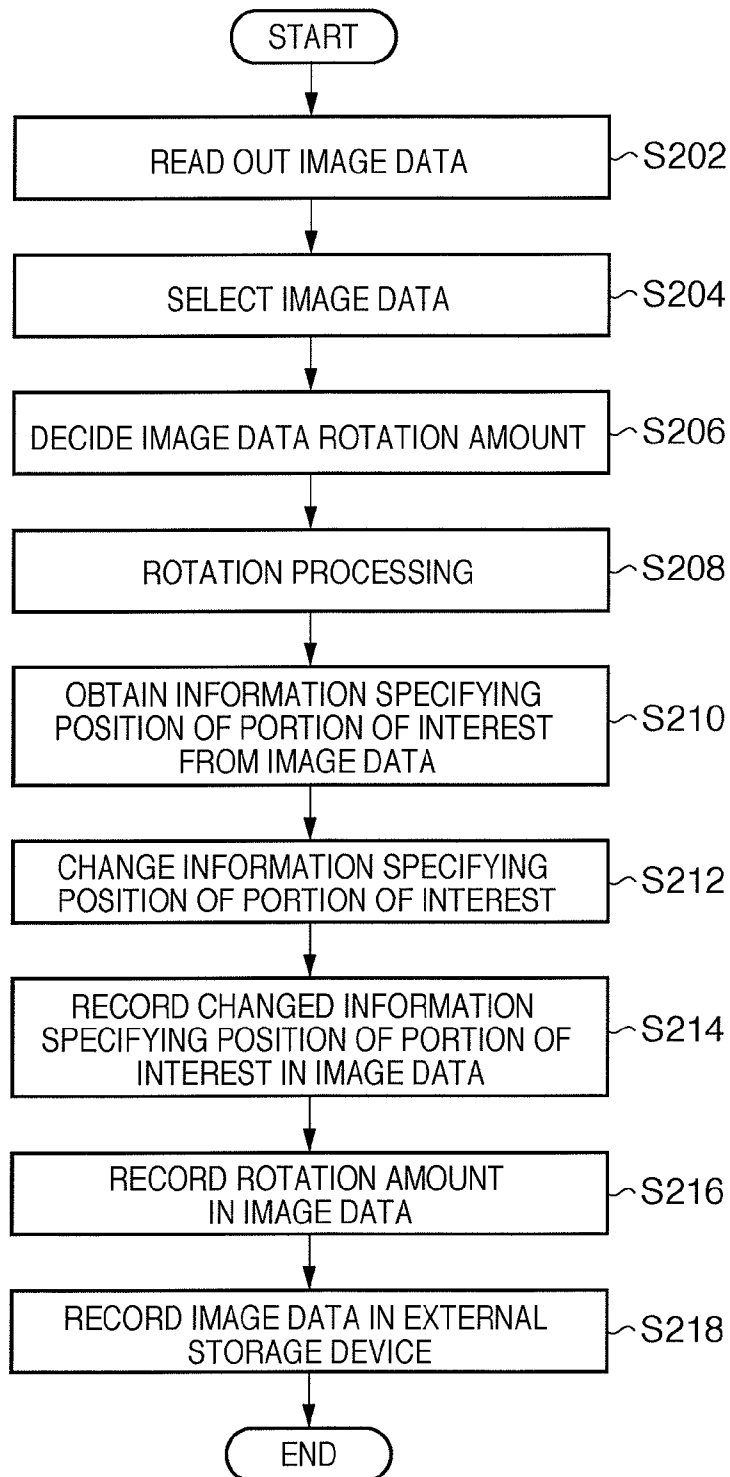 START
READ OUT IMAGE DATA
S202
SELECT IMAGE DATA
S204
DECIDE IMAGE DATA ROTATION AMOUNT
S206
ROTATION PROCESSING
S208
OBTAIN INFORMATION SPECIFYING
POSITION OF PORTION OF INTEREST
FROM IMAGE DATA
S210
CHANGE INFORMATION SPECIFYING
POSITION OF PORTION OF INTEREST
S212
RECORD CHANGED INFORMATION
SPECIFYING POSITION OF PORTION OF
INTEREST IN IMAGE DATA
S214
RECORD ROTATION AMOUNT
IN IMAGE DATA
S216
RECORD IMAGE DATA IN EXTERNAL
STORAGE DEVICE
S218
END